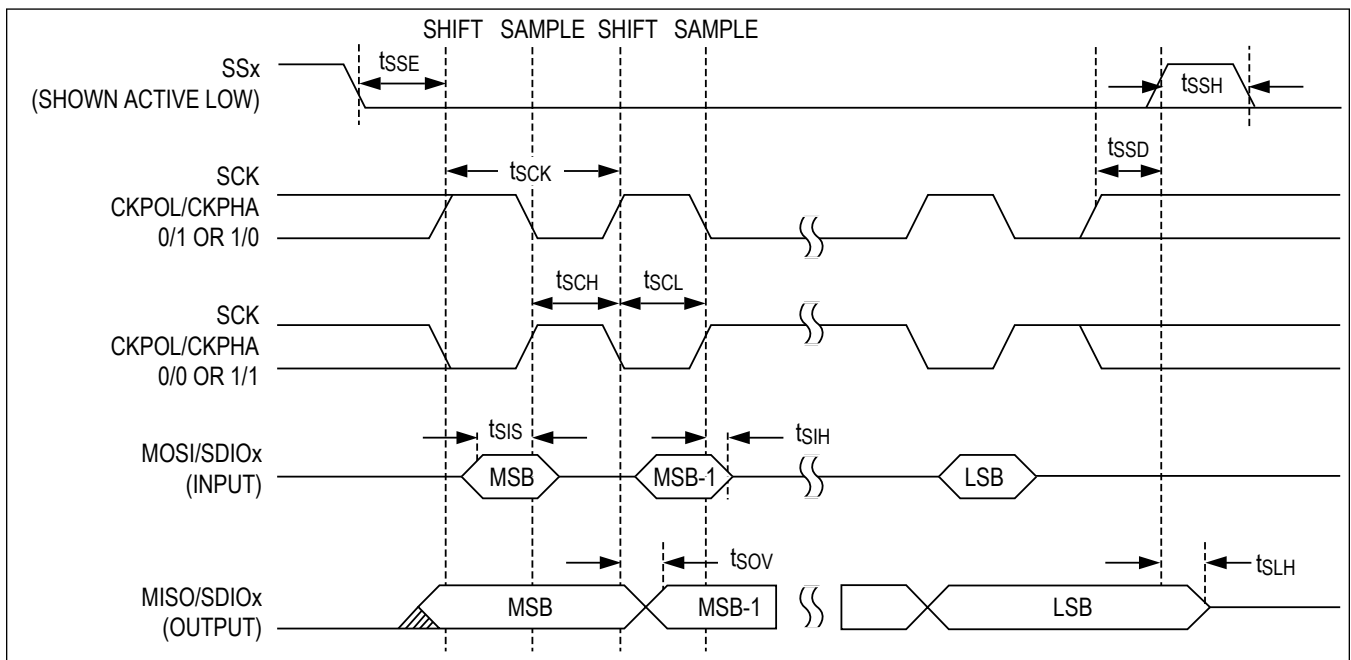 SHIFT SAMPLE SHIFT SAMPLE
SSx
(SHOWN ACTIVE LOW)
tSSE
tSSH
tSSD
SCK
CKPOL/CKPHA
0/1 OR 1/0
tSCK
tSCH
tSCL
SCK
CKPOL/CKPHA
0/0 OR 1/1
MOSI/SDIOx
(INPUT)
tSIS
tSIH
MSB
MSB-1
LSB
MISO/SDIOx
(OUTPUT)
tSOV
tSLH
MSB
MSB-1
LSB